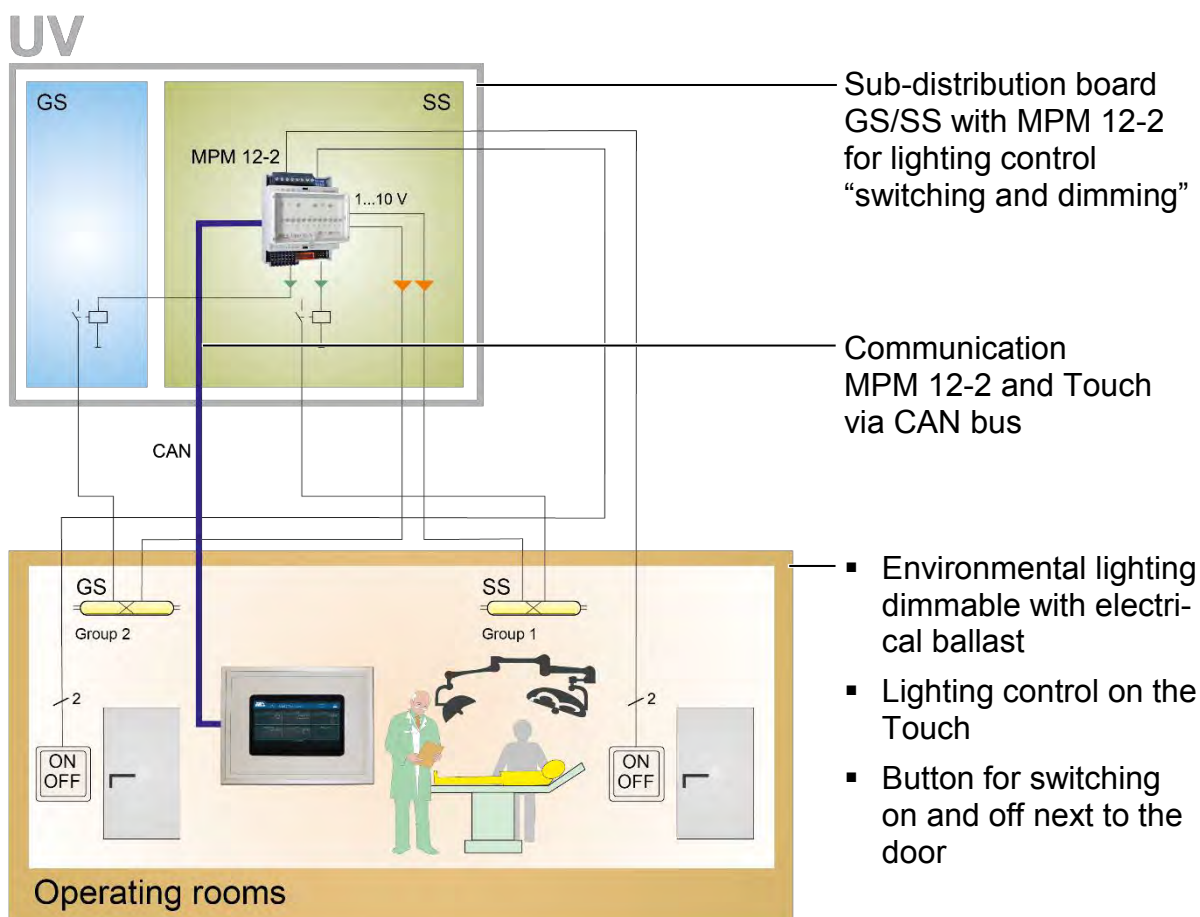 UV
GS
SS
MPM 12-2
1...10 V
Sub-distribution board
GS/SS with MPM 12-2
for lighting control
“switching and dimming”
Communication
MPM 12-2 and Touch
via CAN bus
CAN
GS
Group 2
SS
Group 1
2
2
ON
OFF
ON
OFF
▪ Environmental lighting
dimmable with electri-
cal ballast
▪ Lighting control on the
Touch
▪ Button for switching
on and off next to the
door
Operating rooms